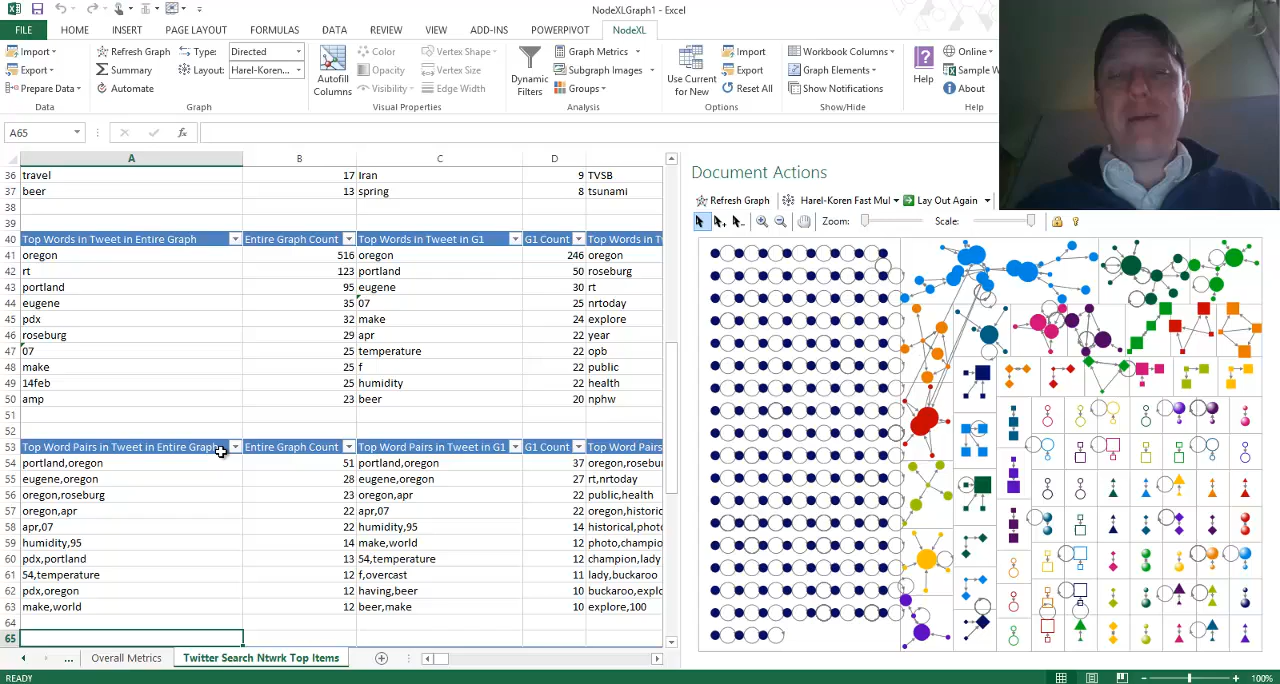 NodeXLGraph1 - Excel
FILE HOME INSERT PAGE LAYOUT FORMULAS DATA REVIEW VIEW ADD-INS POWERPIVOT NodeXL
Import Refresh Graph Type: Directed Color Vertex Shape Graph Metrics Import Workbook Columns Online
Export Summary Layout: Harel-Koren... Opacity Vertex Size Subgraph Images Export Graph Elements Sample W
Prepare Data Automate Autofill Columns Visibility Edge Width Dynamic Filters Groups Use Current for New Reset All Show/Hide Notifications Help About
Data Graph Visual Properties Analysis Options Show/Hide Help
A65
A B C D
36 travel 17 Iran 9 TVSB
37 beer 13 spring 8 tsunami
38
39
40 Top Words in Tweet in Entire Graph Entire Graph Count Top Words in Tweet in G1 G1 Count Top Words in T
41 oregon 516 oregon 246 oregon
42 rt 123 portland 50 roseburg
43 portland 95 eugene 30 rt
44 eugene 35 07 25 nrtoday
45 pdx 32 make 24 explore
46 roseburg 29 apr 22 year
47 07 25 temperature 22 opb
48 make 25 f 22 public
49 14feb 25 humidity 22 health
50 amp 23 beer 20 nphw
51
52
53 Top Word Pairs in Tweet in Entire Graph Entire Graph Count Top Word Pairs in Tweet in G1 G1 Count Top Word Pairs
54 portland,oregon 51 portland,oregon 37 oregon,rosebu
55 eugene,oregon 28 eugene,oregon 27 rt,nrtoday
56 oregon,roseburg 23 oregon,apr 22 public,health
57 oregon,apr 22 apr,07 22 oregon,histori
58 apr,07 22 humidity,95 14 historical,photo
59 humidity,95 14 make,world 12 photo,champio
60 pdx,portland 13 54,temperature 12 champion,lady
61 54,temperature 12 f,overcast 11 lady,buckaroo
62 pdx,oregon 12 having,beer 10 buckaroo,explo
63 make,world 12 beer,make 10 explore,100
64
65
... Overall Metrics Twitter Search Ntwrk Top Items
READY 100%
Document Actions
Refresh Graph Harel-Koren Fast Mul Lay Out Again
Zoom: Scale: